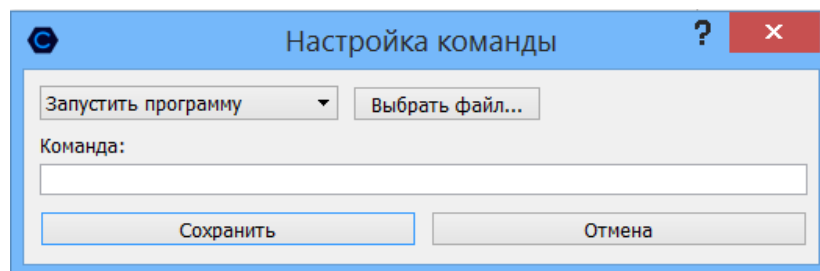 Настройка команды ? x
Запустить программу Выбрать файл...
Команда:
Сохранить Отмена